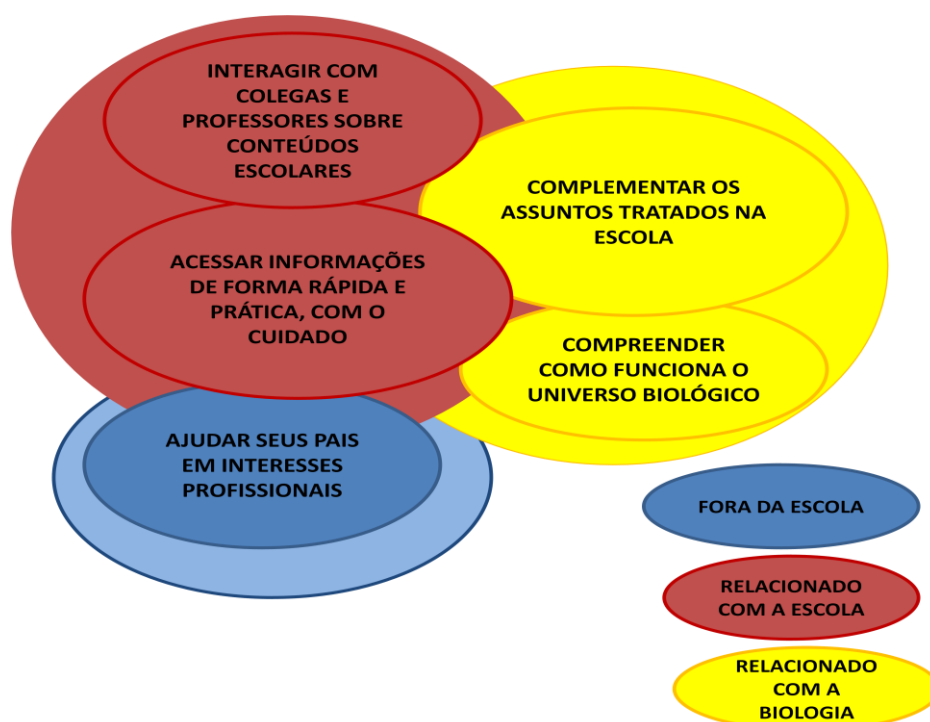 INTERAGIR COM
COLEGAS E
PROFESSORES SOBRE
CONTEÚDOS
ESCOLARES
COMPLEMENTAR OS
ASSUNTOS TRATADOS NA
ESCOLA
ACESSAR INFORMAÇÕES
DE FORMA RÁPIDA E
PRÁTICA, COM O
CUIDADO
COMPREENDER
COMO FUNCIONA O
UNIVERSO BIOLÓGICO
AJUDAR SEUS PAIS
EM INTERESSES
PROFISSIONAIS
FORA DA ESCOLA
RELACIONADO
COM A ESCOLA
RELACIONADO
COM A
BIOLOGIA